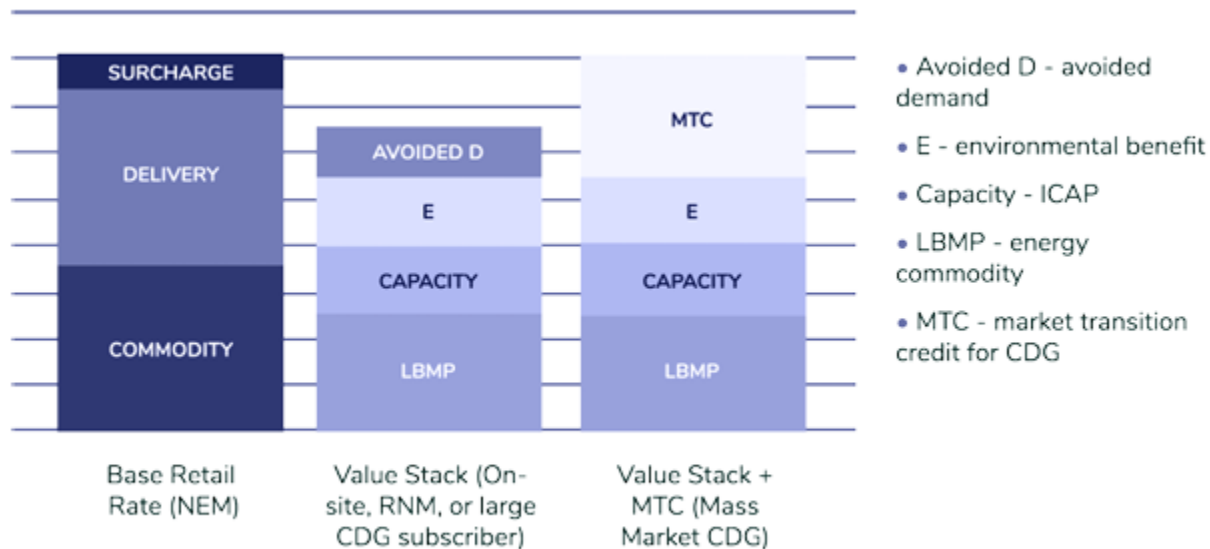 SURCHARGE
DELIVERY
COMMODITY
AVOIDED D
E
CAPACITY
LBMP
MTC
E
CAPACITY
LBMP
Base Retail
Rate (NEM)
Value Stack (On-
site, RNM, or large
CDG subscriber)
Value Stack +
MTC (Mass
Market CDG)
• Avoided D - avoided
demand
• E - environmental benefit
• Capacity - ICAP
• LBMP - energy
commodity
• MTC - market transition
credit for CDG